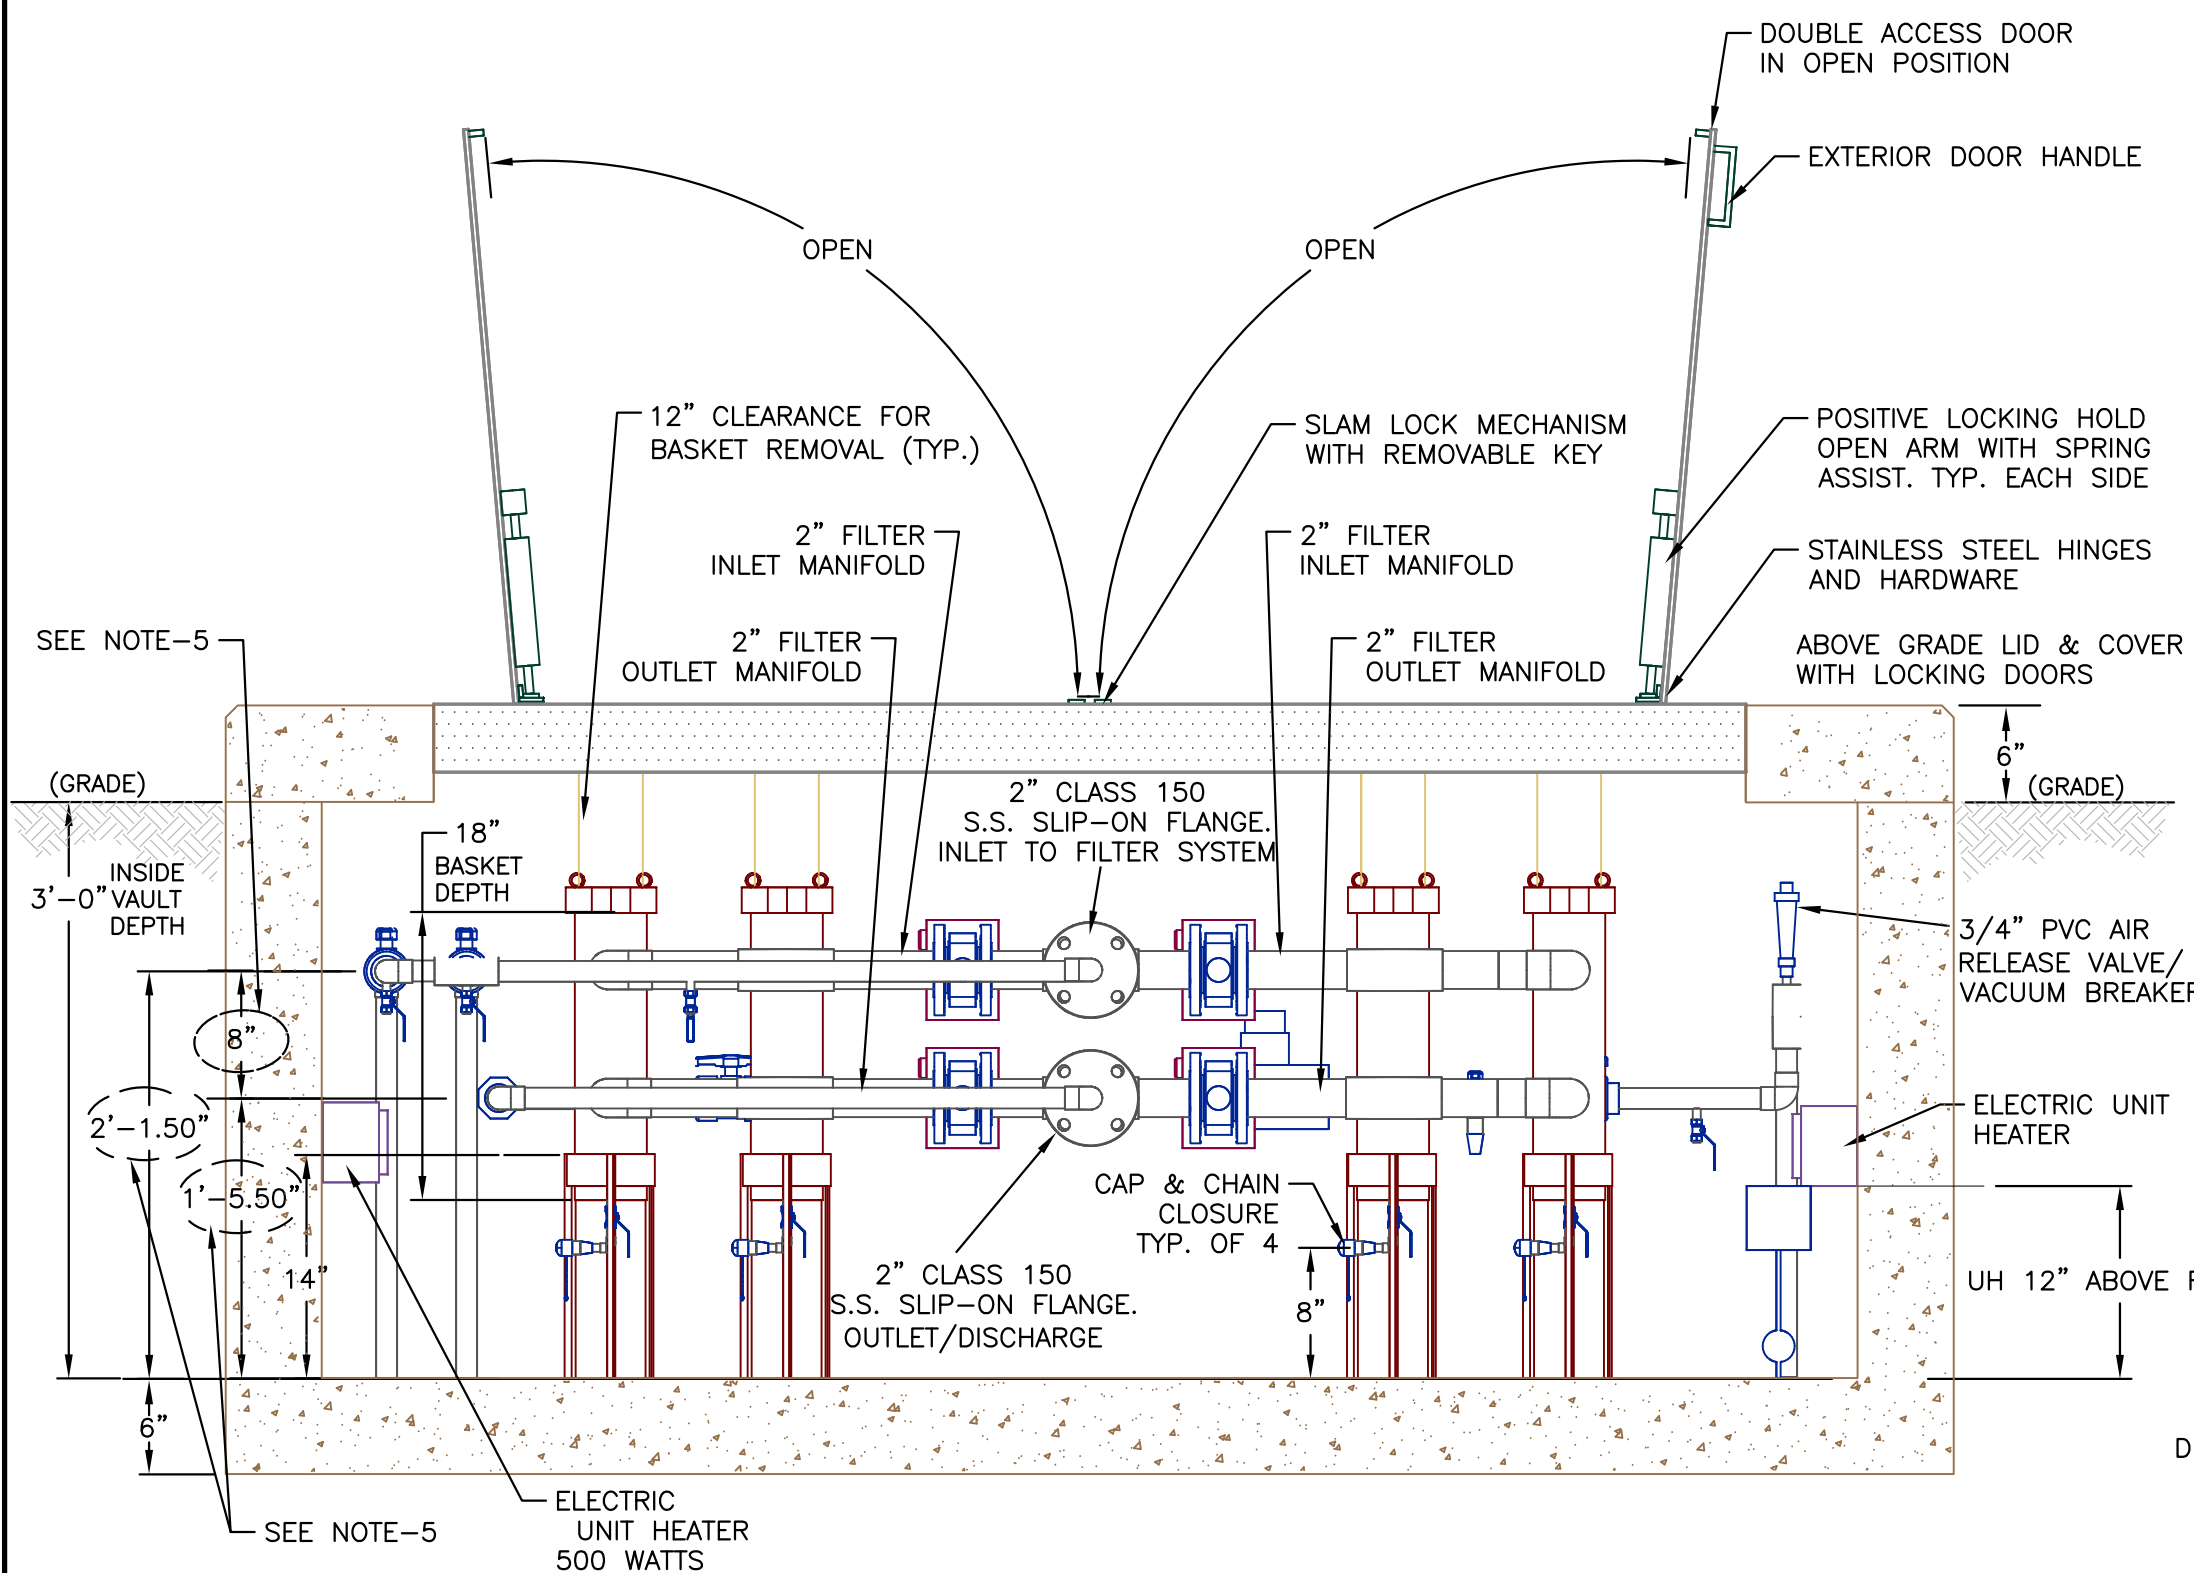 DOUBLE ACCESS DOOR
IN OPEN POSITION
EXTERIOR DOOR HANDLE
OPEN
OPEN
12" CLEARANCE FOR
BASKET REMOVAL (TYP.)
SLAM LOCK MECHANISM
WITH REMOVABLE KEY
POSITIVE LOCKING HOLD
OPEN ARM WITH SPRING
ASSIST. TYP. EACH SIDE
2" FILTER
INLET MANIFOLD
2" FILTER
INLET MANIFOLD
STAINLESS STEEL HINGES
AND HARDWARE
SEE NOTE-5
2" FILTER
OUTLET MANIFOLD
2" FILTER
OUTLET MANIFOLD
ABOVE GRADE LID & COVER
WITH LOCKING DOORS
6"
(GRADE)
(GRADE)
2" CLASS 150
S.S. SLIP-ON FLANGE.
INLET TO FILTER SYSTEM
18"
BASKET
DEPTH
INSIDE
3'-0" VAULT
DEPTH
3/4" PVC AIR
RELEASE VALVE/
VACUUM BREAKER
8"
2'-1.50"
1'-5.50"
14"
ELECTRIC UNIT
HEATER
CAP & CHAIN
CLOSURE
TYP. OF 4
8"
2" CLASS 150
S.S. SLIP-ON FLANGE.
OUTLET/DISCHARGE
UH 12" ABOVE
6"
D
ELECTRIC
UNIT HEATER
500 WATTS
SEE NOTE-5